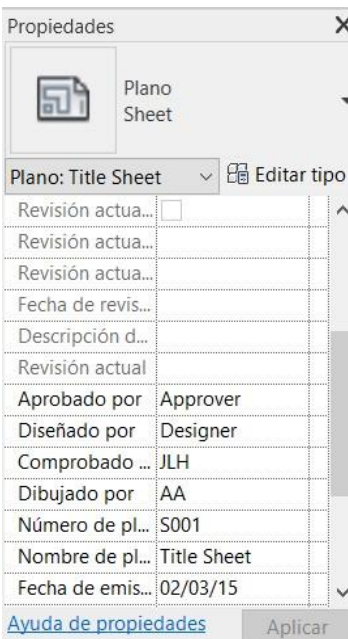 Propiedades
Plano
Sheet
Plano: Title Sheet
Editar tipo
Revisión actua...
Revisión actua...
Revisión actua...
Fecha de revis...
Descripción d...
Revisión actual
Aprobado por Approver
Diseñado por Designer
Comprobado ... JLH
Dibujado por AA
Número de pl... S001
Nombre de pl... Title Sheet
Fecha de emis... 02/03/15
Ayuda de propiedades
Aplicar